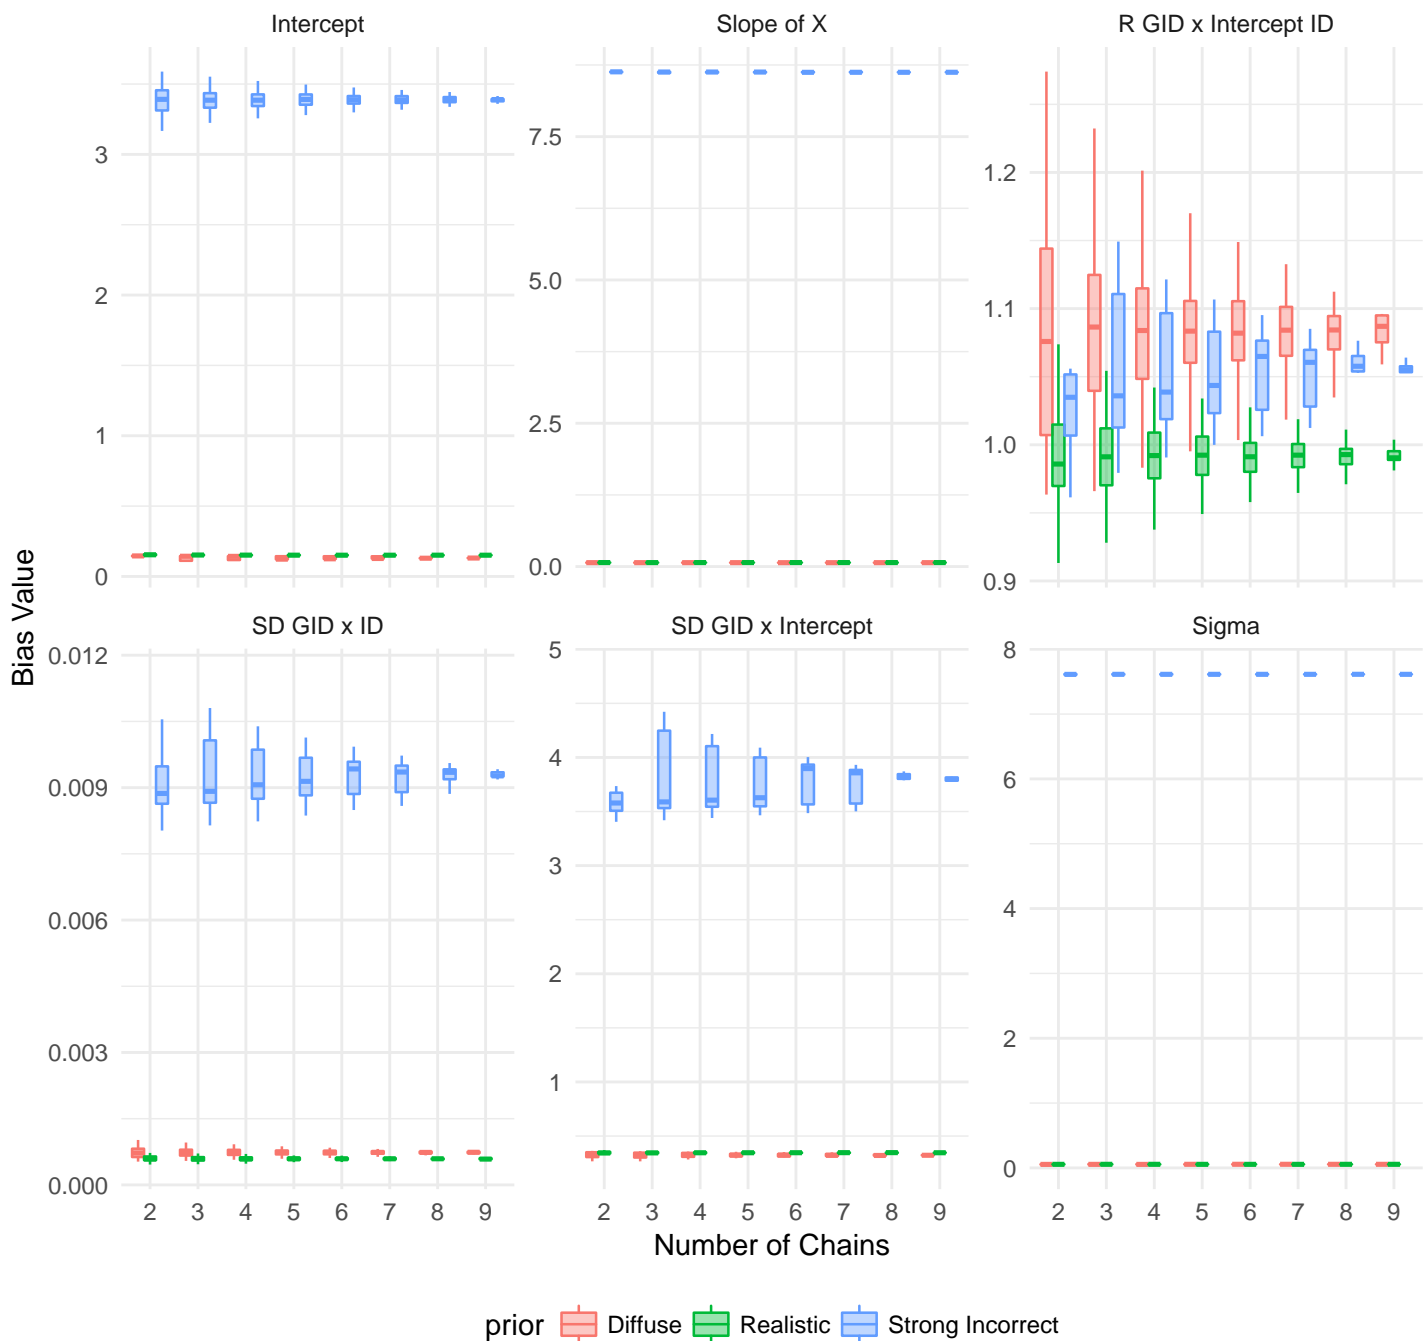 Intercept
Slope of X
R GID x Intercept ID
3
2
1
0
7.5
5.0
2.5
0.0
1.2
1.1
1.0
0.9
Bias Value
SD GID x ID
SD GID x Intercept
Sigma
0.012
0.009
0.006
0.003
0.000
5
4
3
2
1
8
6
4
2
0
2 3 4 5 6 7 8 9
2 3 4 5 6 7 8 9
2 3 4 5 6 7 8 9
Number of Chains
prior Diffuse Realistic Strong Incorrect